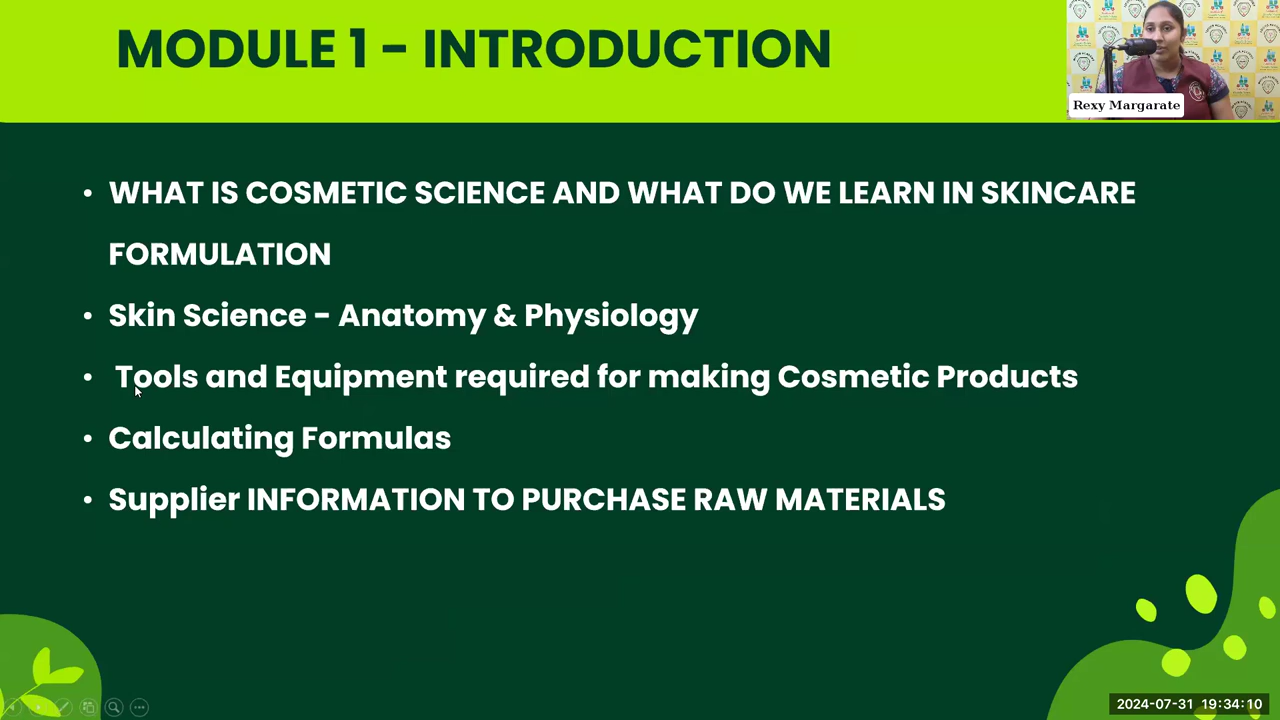 MODULE 1 - INTRODUCTION
Rexy Margarate
• WHAT IS COSMETIC SCIENCE AND WHAT DO WE LEARN IN SKINCARE
FORMULATION
• Skin Science - Anatomy & Physiology
• Tools and Equipment required for making Cosmetic Products
• Calculating Formulas
• Supplier INFORMATION TO PURCHASE RAW MATERIALS
2024-07-31 19:34:10